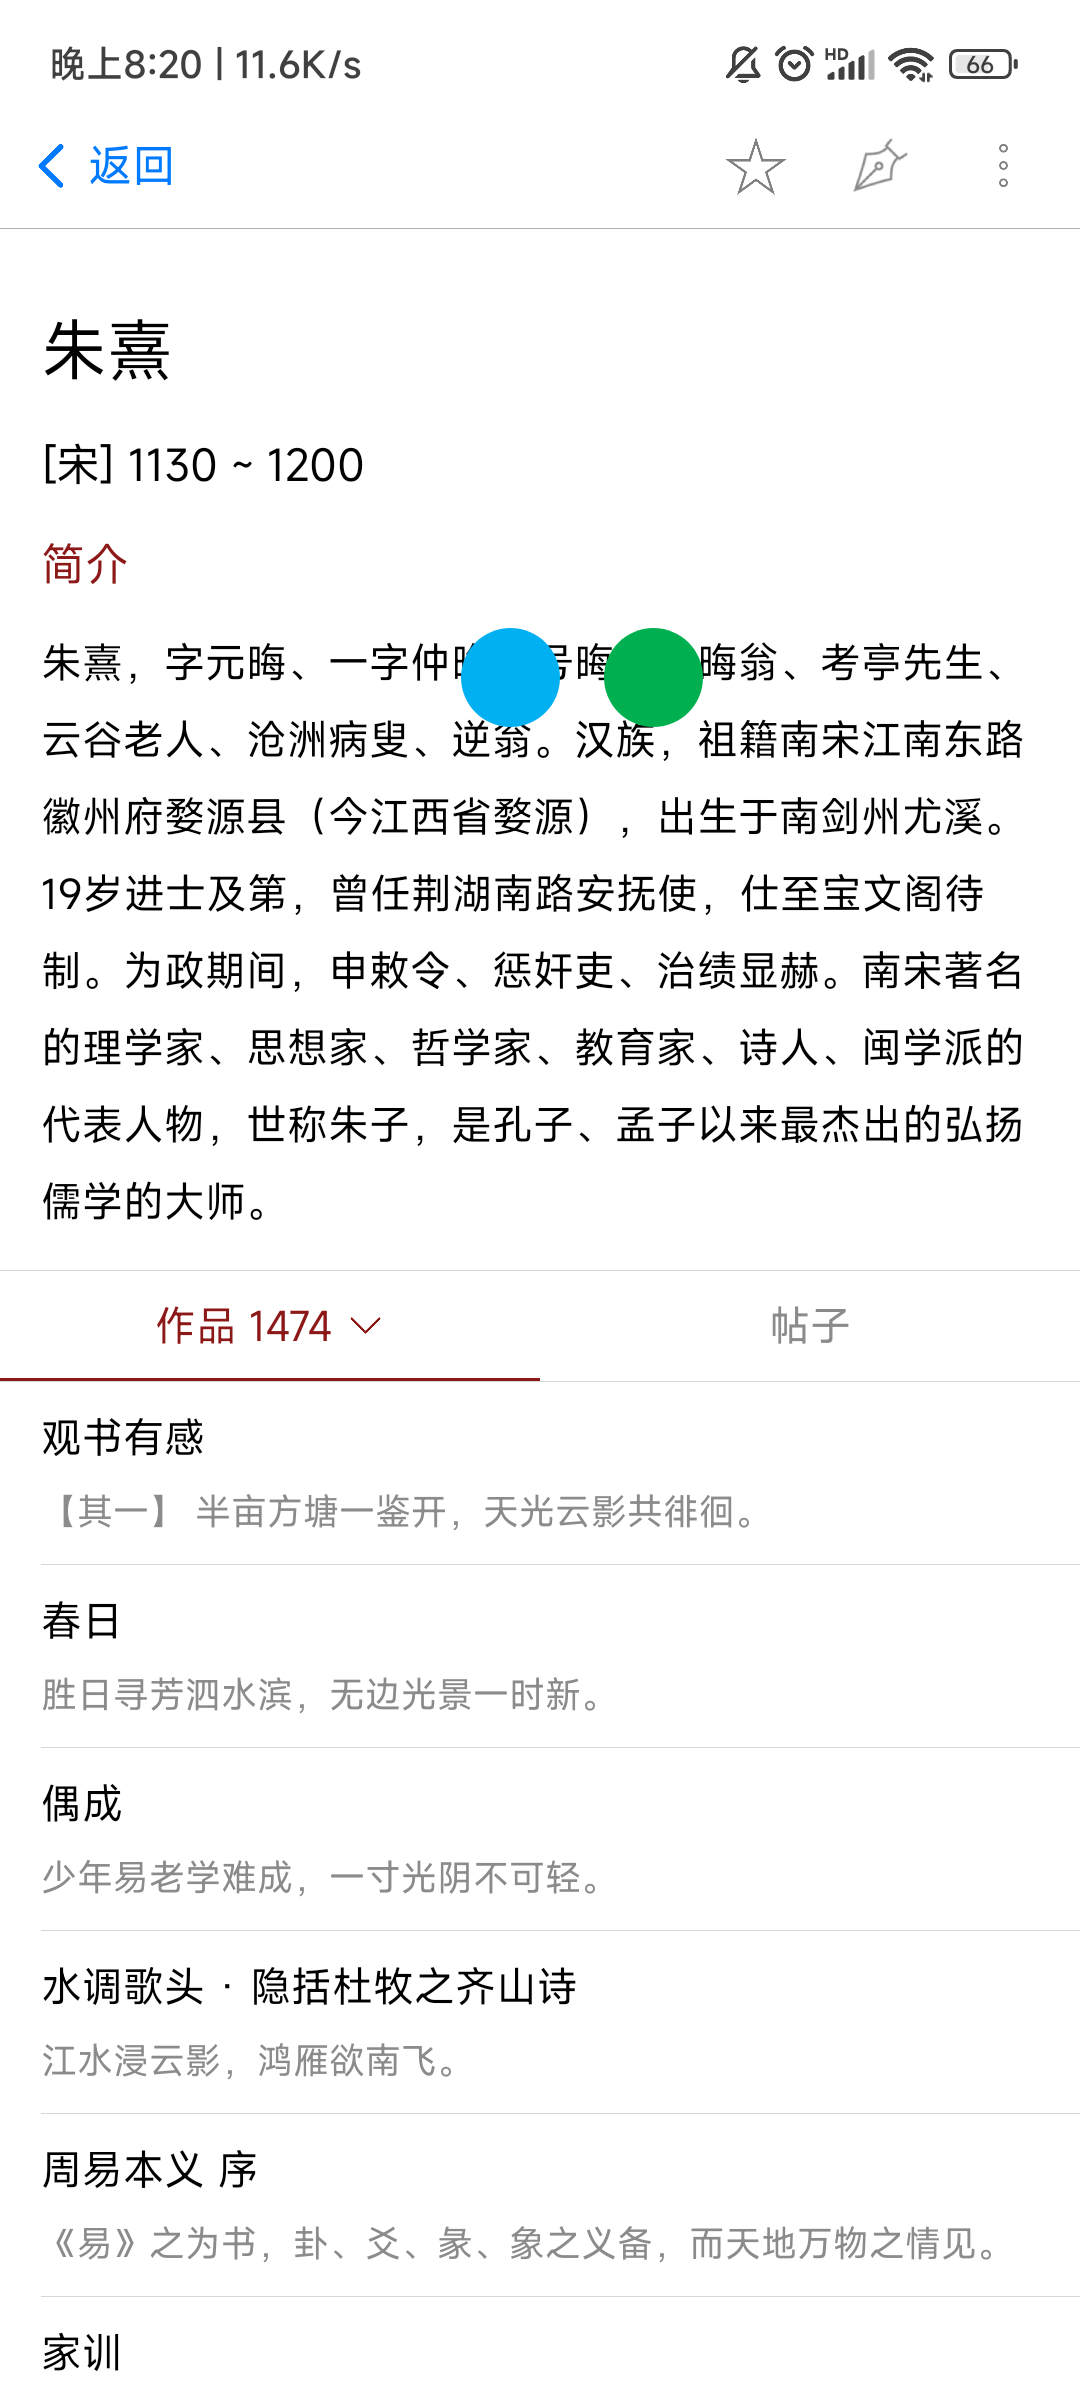 晚上8:20 | 11.6K/s
HD
66
返回
朱熹
[宋] 1130 ~ 1200
简介
朱熹，字元晦、一字仲 号晦 晦翁、考亭先生、
云谷老人、沧洲病叟、逆翁。汉族，祖籍南宋江南东路
徽州府婺源县（今江西省婺源），出生于南剑州尤溪。
19岁进士及第，曾任荆湖南路安抚使，仕至宝文阁待
制。为政期间，申敕令、惩奸吏、治绩显赫。南宋著名
的理学家、思想家、哲学家、教育家、诗人、闽学派的
代表人物，世称朱子，是孔子、孟子以来最杰出的弘扬
儒学的大师。
作品 1474
帖子
观书有感
【其一】 半亩方塘一鉴开，天光云影共徘徊。
春日
胜日寻芳泗水滨，无边光景一时新。
偶成
少年易老学难成，一寸光阴不可轻。
水调歌头 · 隐括杜牧之齐山诗
江水浸云影，鸿雁欲南飞。
周易本义 序
《易》之为书，卦、爻、彖、象之义备，而天地万物之情见。
家训